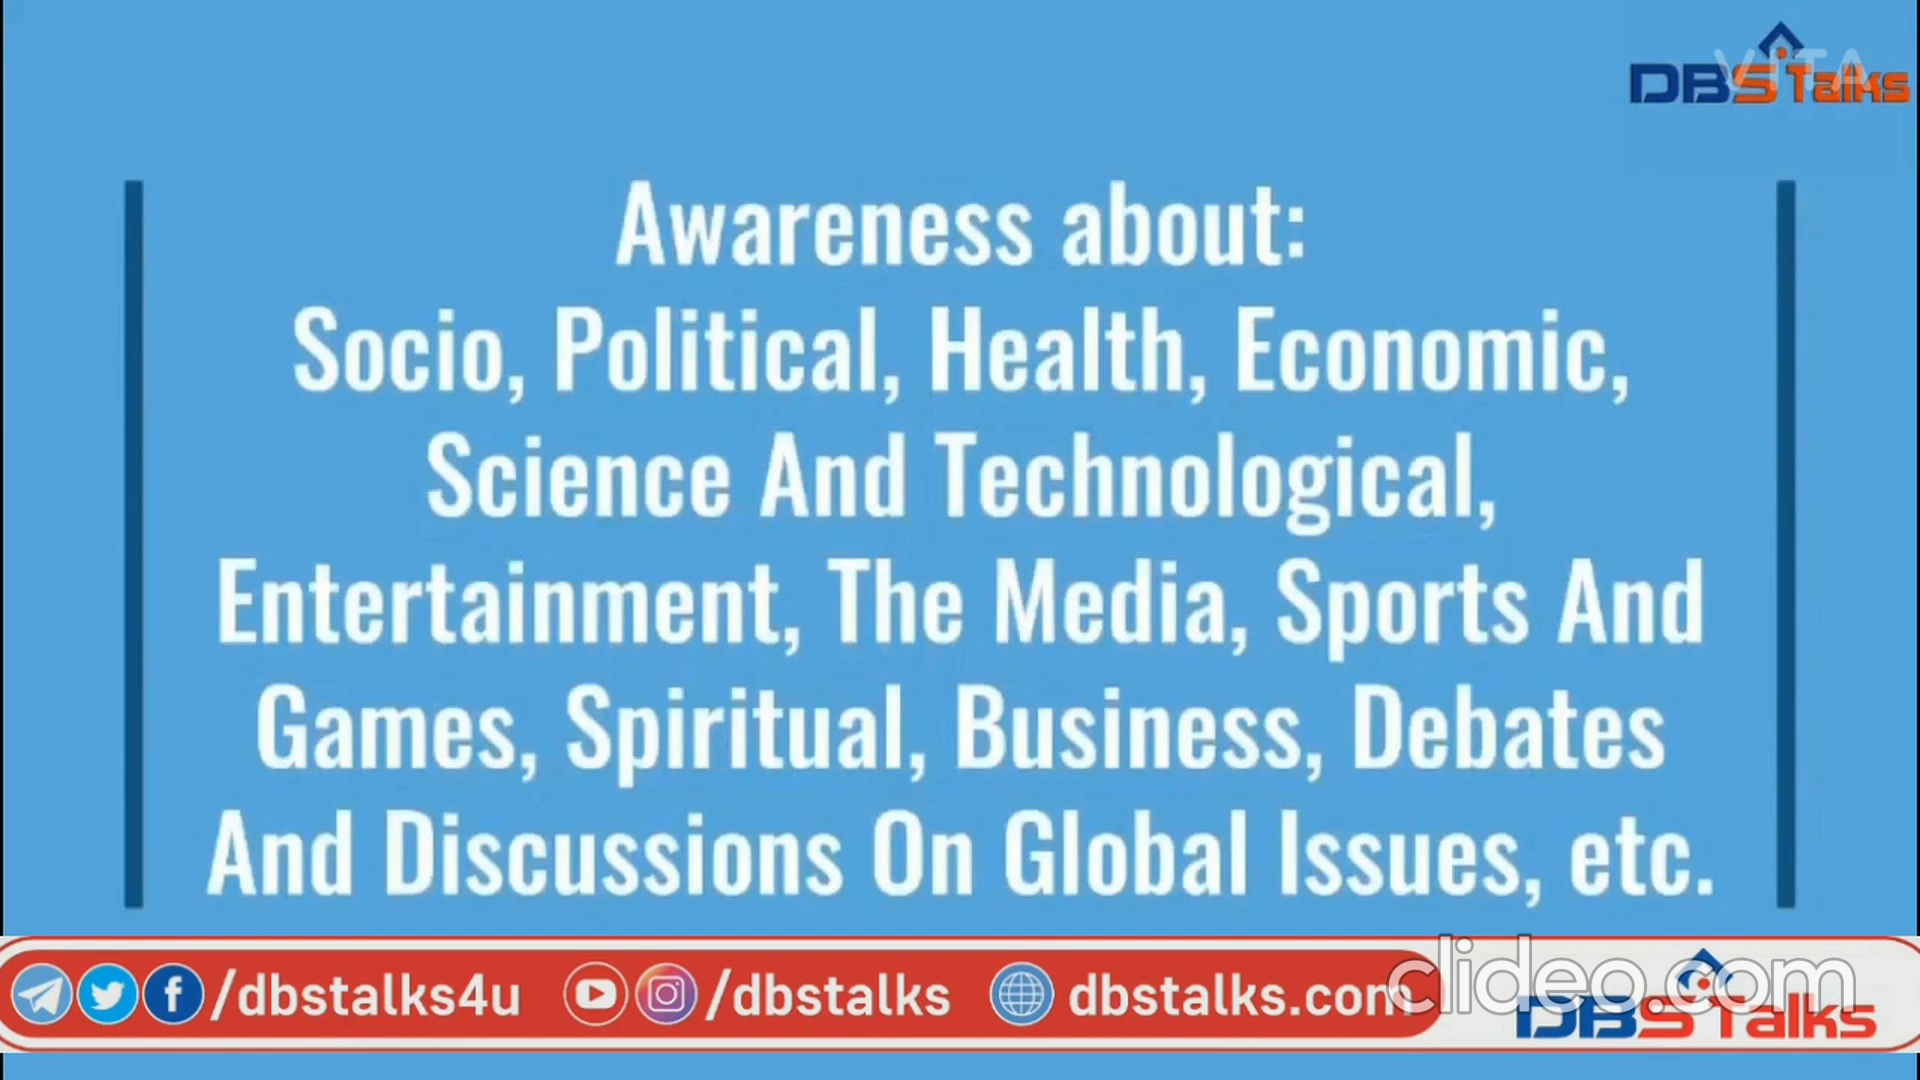 DBS Talks
VITA
Awareness about:
Socio, Political, Health, Economic,
Science And Technological,
Entertainment, The Media, Sports And
Games, Spiritual, Business, Debates
And Discussions On Global Issues, etc.
/dbstalks4u /dbstalks dbstalks.com
clideo.com
DBS Talks